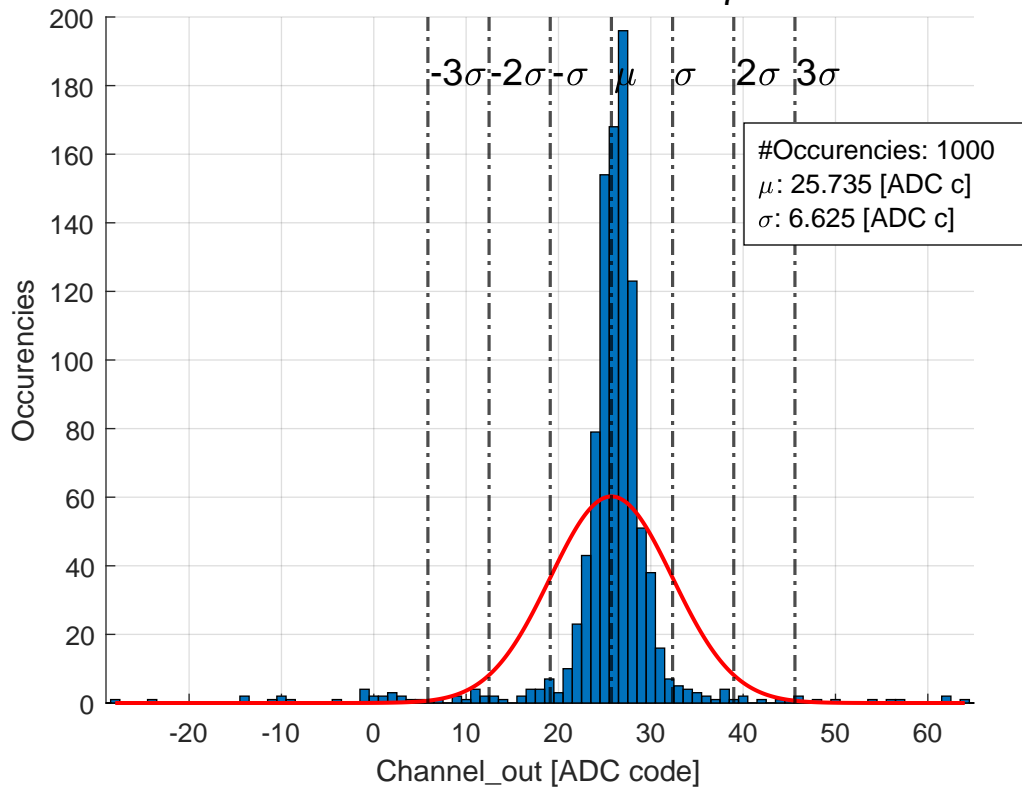 200
180
160
140
120
100
80
60
40
20
0
Occurencies
-3σ -2σ -σ μ σ 2σ 3σ
#Occurencies: 1000
μ: 25.735 [ADC c]
σ: 6.625 [ADC c]
-20 -10 0 10 20 30 40 50 60
Channel_out [ADC code]